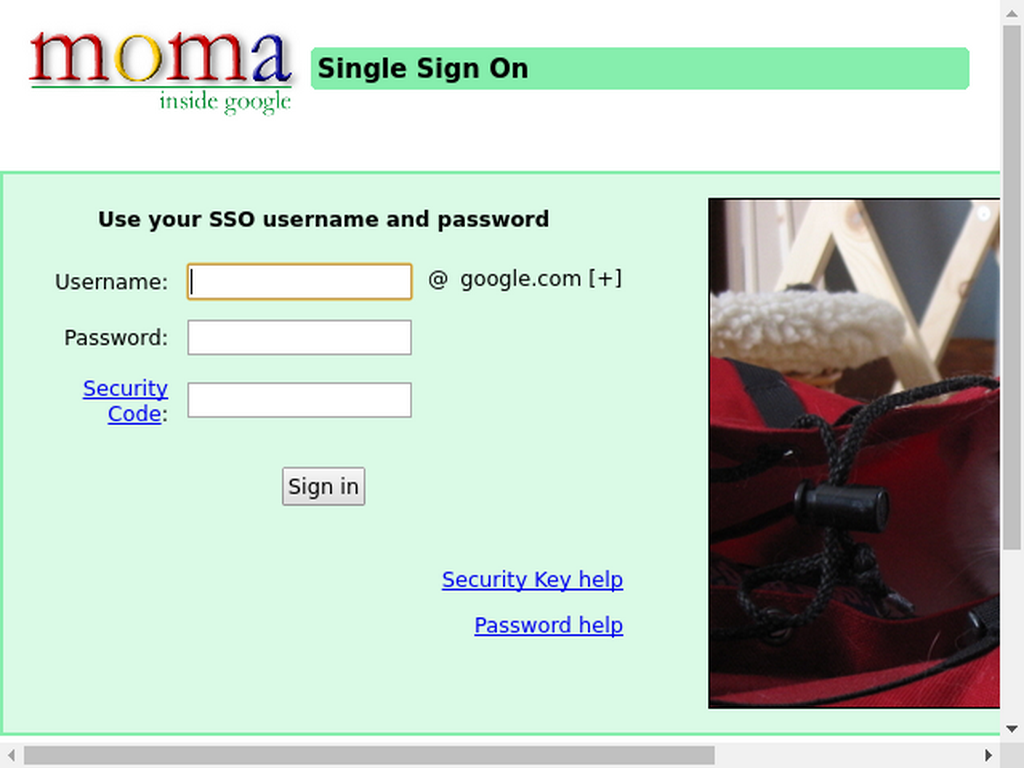 moma
inside google
Single Sign On
Use your SSO username and password
Username:
@ google.com [+]
Password:
Security
Code:
Sign in
Security Key help
Password help